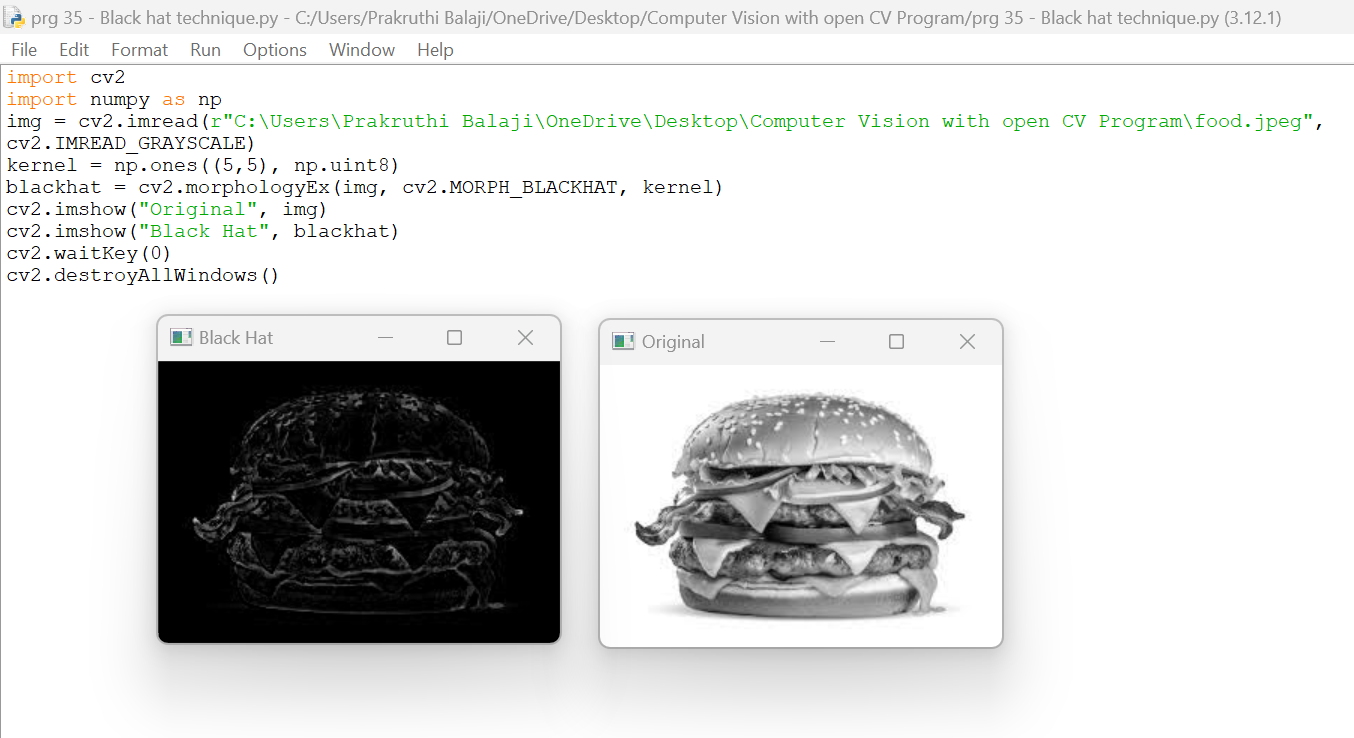 prg 35 - Black hat technique.py - C:/Users/Prakruthi Balaji/OneDrive/Desktop/Computer Vision with open CV Program/prg 35 - Black hat technique.py (3.12.1)
File Edit Format Run Options Window Help
import cv2
import numpy as np
img = cv2.imread(r"C:\Users\Prakruthi Balaji\OneDrive\Desktop\Computer Vision with open CV Program\food.jpeg",
cv2.IMREAD_GRAYSCALE)
kernel = np.ones((5,5), np.uint8)
blackhat = cv2.morphologyEx(img, cv2.MORPH_BLACKHAT, kernel)
cv2.imshow("Original", img)
cv2.imshow("Black Hat", blackhat)
cv2.waitKey(0)
cv2.destroyAllWindows()
Black Hat
Original